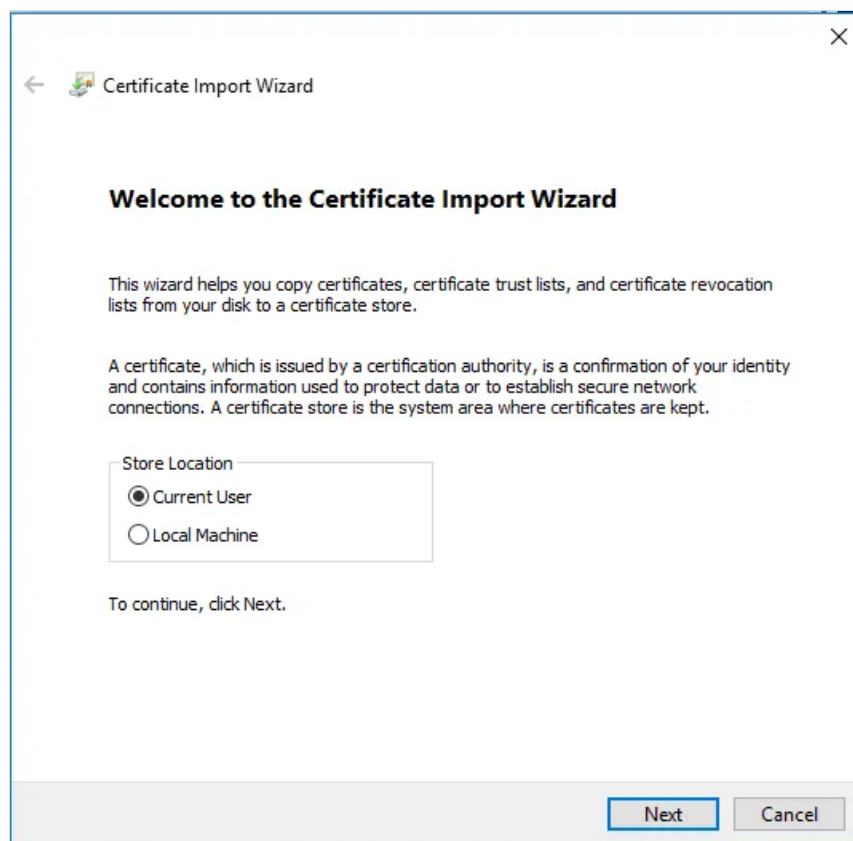 Certificate Import Wizard
Welcome to the Certificate Import Wizard
This wizard helps you copy certificates, certificate trust lists, and certificate revocation
lists from your disk to a certificate store.
A certificate, which is issued by a certification authority, is a confirmation of your identity
and contains information used to protect data or to establish secure network
connections. A certificate store is the system area where certificates are kept.
Store Location
Current User
Local Machine
To continue, click Next.
Next Cancel